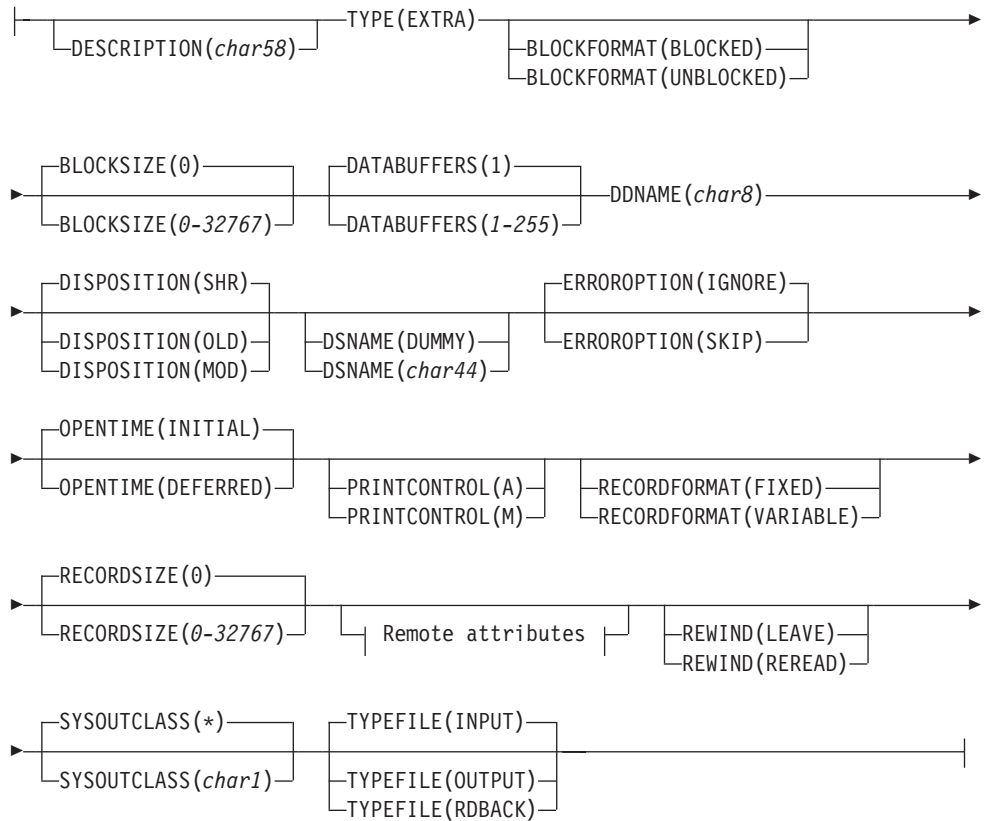 TYPE(EXTRA)
DESCRIPTION(char58) BLOCKFORMAT(BLOCKED)
BLOCKFORMAT(UNBLOCKED)
BLOCKSIZE(0) DATABUFFERS(1)
DDNAME(char8)
BLOCKSIZE(0-32767) DATABUFFERS(1-255)
DISPOSITION(SHR) ERROROPTION(IGNORE)
DISPOSITION(OLD) DSNAME(DUMMY) ERROROPTION(SKIP)
DISPOSITION(MOD) DSNAME(char44)
OPENTIME(INITIAL)
OPENTIME(DEFERRED) PRINTCONTROL(A) RECORDFORMAT(FIXED)
PRINTCONTROL(M) RECORDFORMAT(VARIABLE)
RECORDSIZE(0)
RECORDSIZE(0-32767) Remote attributes REWIND(LEAVE)
REWIND(REREAD)
SYSOUTCLASS(*) TYPEFILE(INPUT)
SYSOUTCLASS(char1) TYPEFILE(OUTPUT)
TYPEFILE(RDBACK)